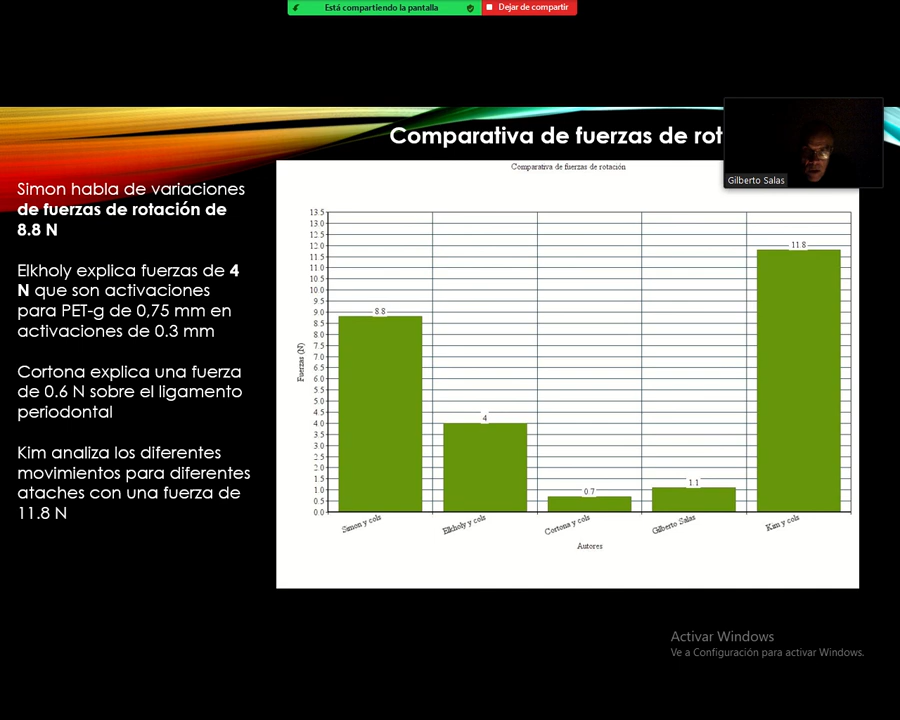 Está compartiendo la pantalla
Dejar de compartir
Comparativa de fuerzas de rot
Gilberto Salas
Simon habla de variaciones
de fuerzas de rotación de
8.8 N
Elkholy explica fuerzas de 4
N que son activaciones
para PET-g de 0,75 mm en
activaciones de 0.3 mm
Cortona explica una fuerza
de 0.6 N sobre el ligamento
periodontal
Kim analiza los diferentes
movimientos para diferentes
ataches con una fuerza de
11.8 N
Comparativa de fuerzas de rotación
Fuerzas (N)
13.5
13.0
12.5
12.0
11.5
11.0
10.5
10.0
9.5
9.0
8.5
8.0
7.5
7.0
6.5
6.0
5.5
5.0
4.5
4.0
3.5
3.0
2.5
2.0
1.5
1.0
0.5
0.0
8.8
4
0.7
1.1
11.8
Simon y cols
Elkholy y cols
Cortona y cols
Gilberto Salas
Kim y cols
Autores
Activar Windows
Ve a Configuración para activar Windows.